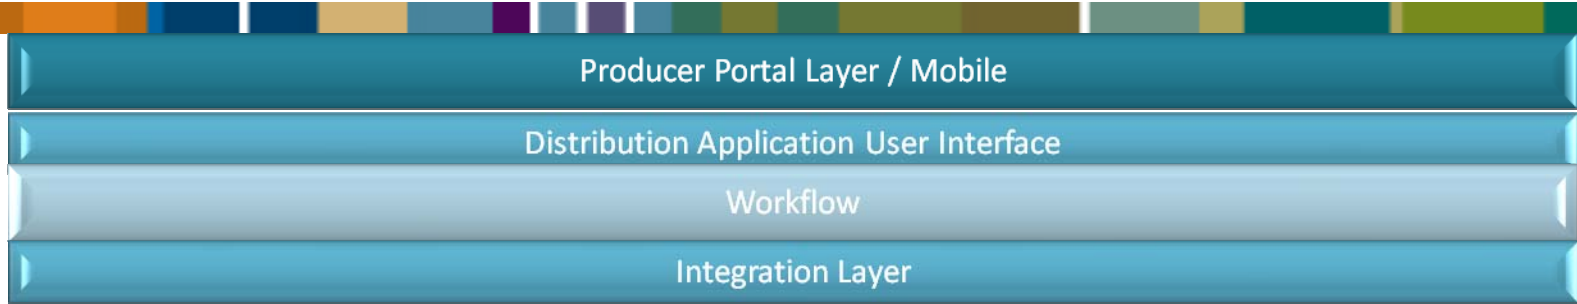 Producer Portal Layer / Mobile
Distribution Application User Interface
Workflow
Integration Layer